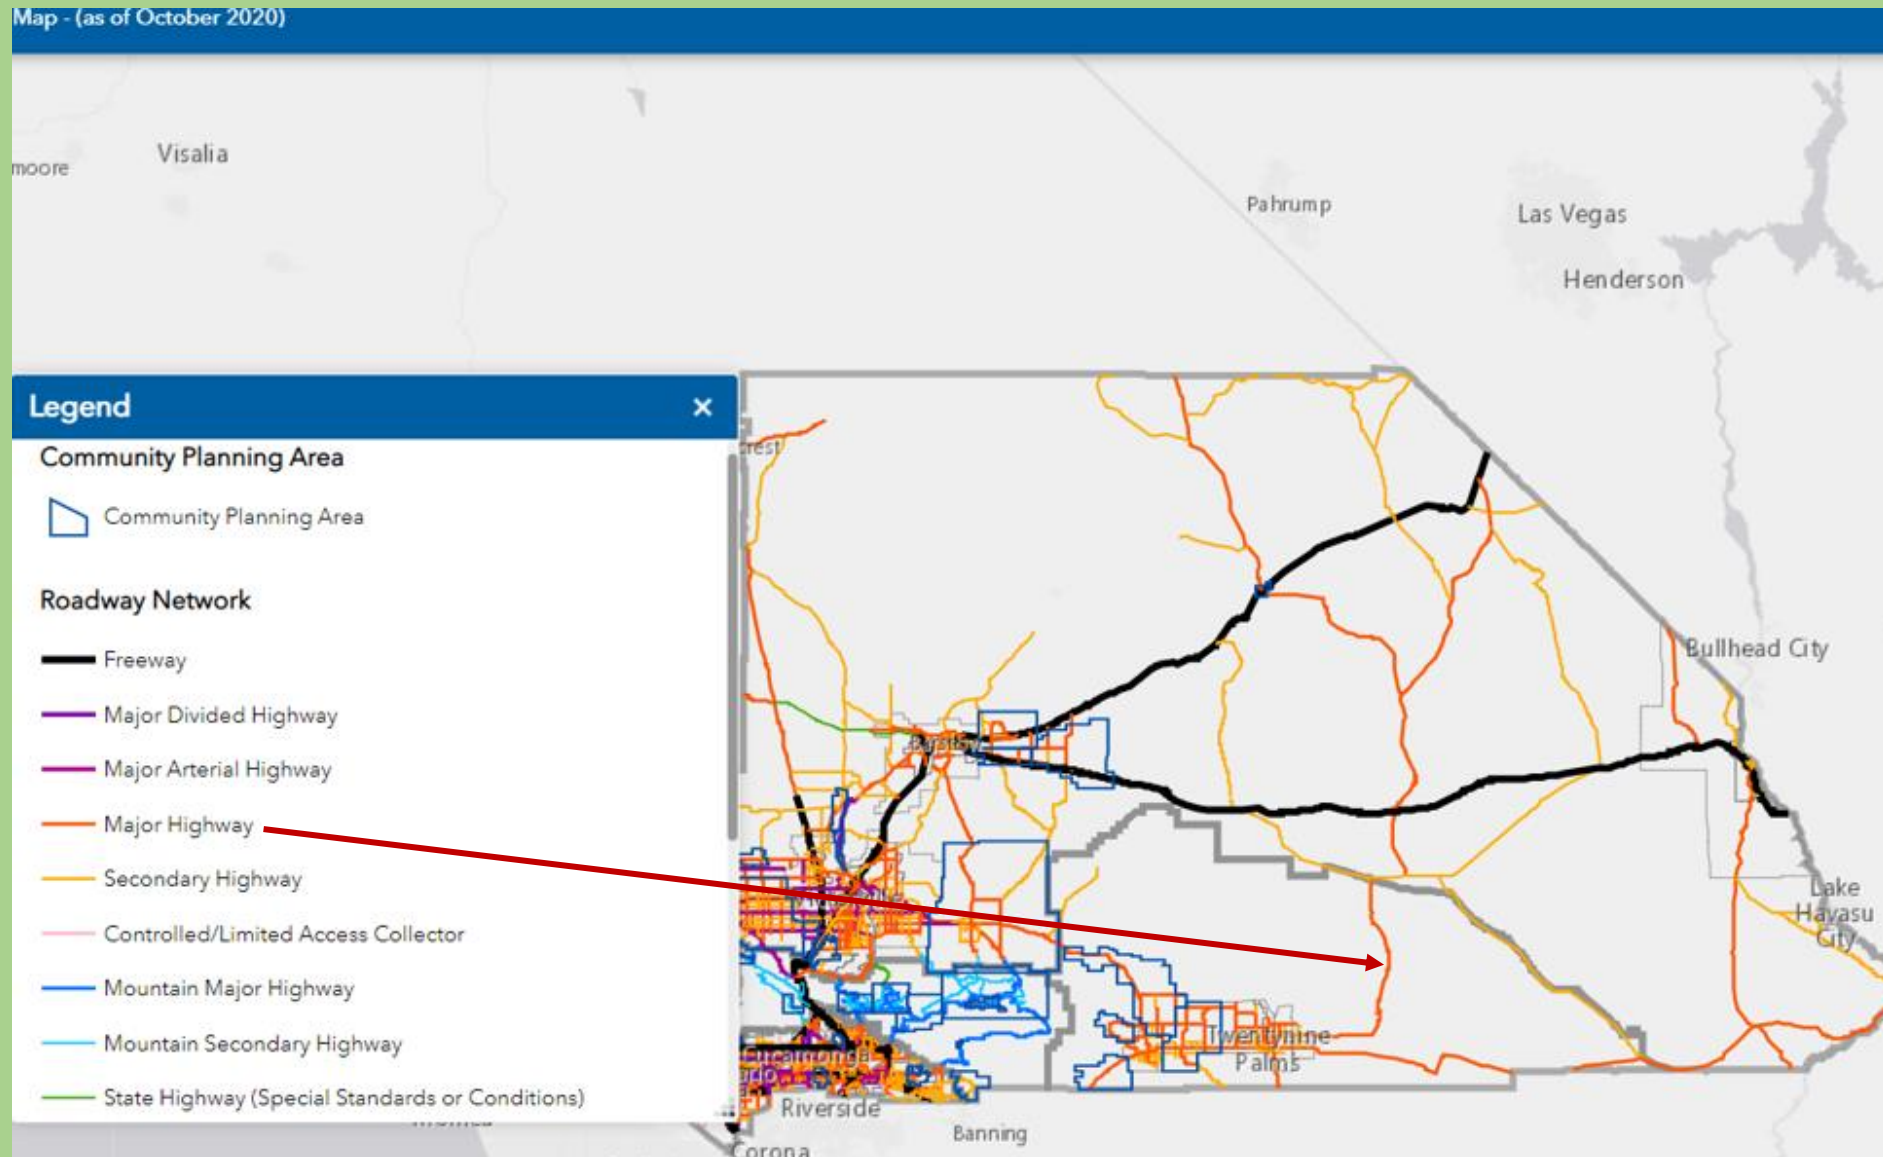 Map - (as of October 2020)
moore
Visalia
Pahrump
Las Vegas
Henderson
Legend
×
crest
Community Planning Area
Community Planning Area
Roadway Network
Freeway
Bullhead City
Major Divided Highway
Barstow
Major Arterial Highway
Major Highway
Secondary Highway
Lake
Havasu
City
Controlled/Limited Access Collector
Mountain Major Highway
Mountain Secondary Highway
Twentynine
Palms
Cucamonga
State Highway (Special Standards or Conditions)
Riverside
Banning
Corona